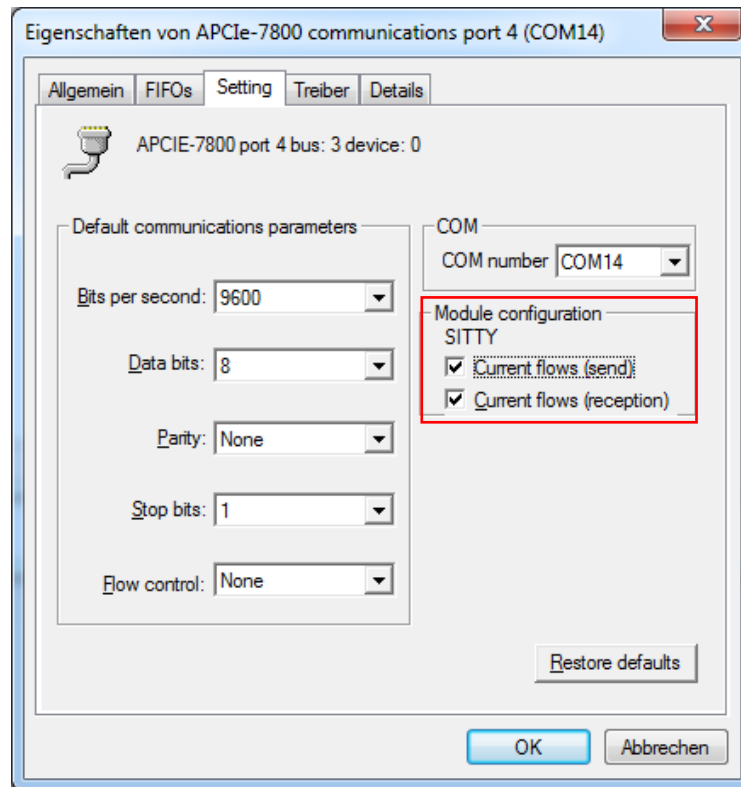 Eigenschaften von APCIe-7800 communications port 4 (COM14)
Allgemein FIFOs Setting Treiber Details
APCIE-7800 port 4 bus: 3 device: 0
Default communications parameters
Bits per second: 9600
Data bits: 8
Parity: None
Stop bits: 1
Flow control: None
COM
COM number COM14
Module configuration
SITTY
Current flows (send)
Current flows (reception)
Restore defaults
OK Abbrechen